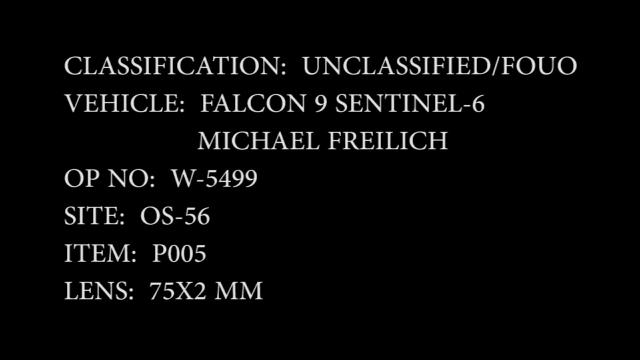 CLASSIFICATION: UNCLASSIFIED/FOUO
VEHICLE: FALCON 9 SENTINEL-6
MICHAEL FREILICH
OP NO: W-5499
SITE: OS-56
ITEM: P005
LENS: 75X2 MM